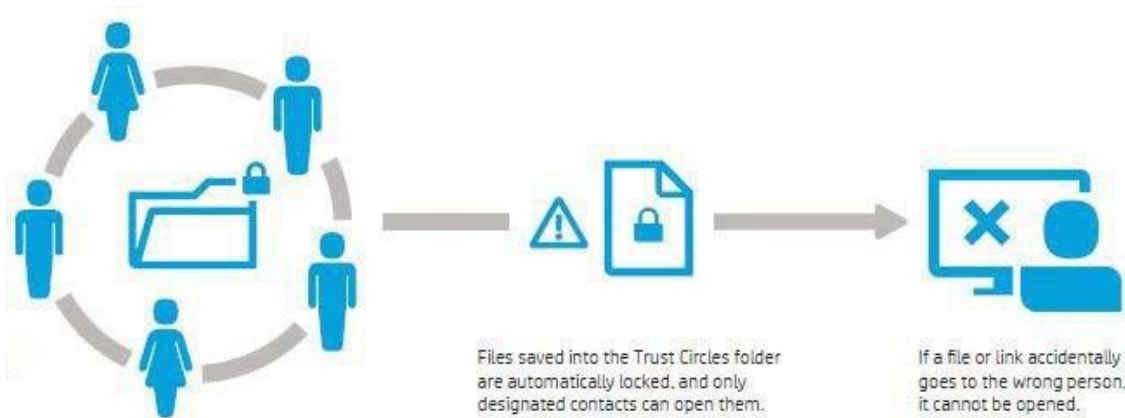 Files saved into the Trust Circles folder
are automatically locked, and only
designated contacts can open them.
If a file or link accidentally
goes to the wrong person,
it cannot be opened.